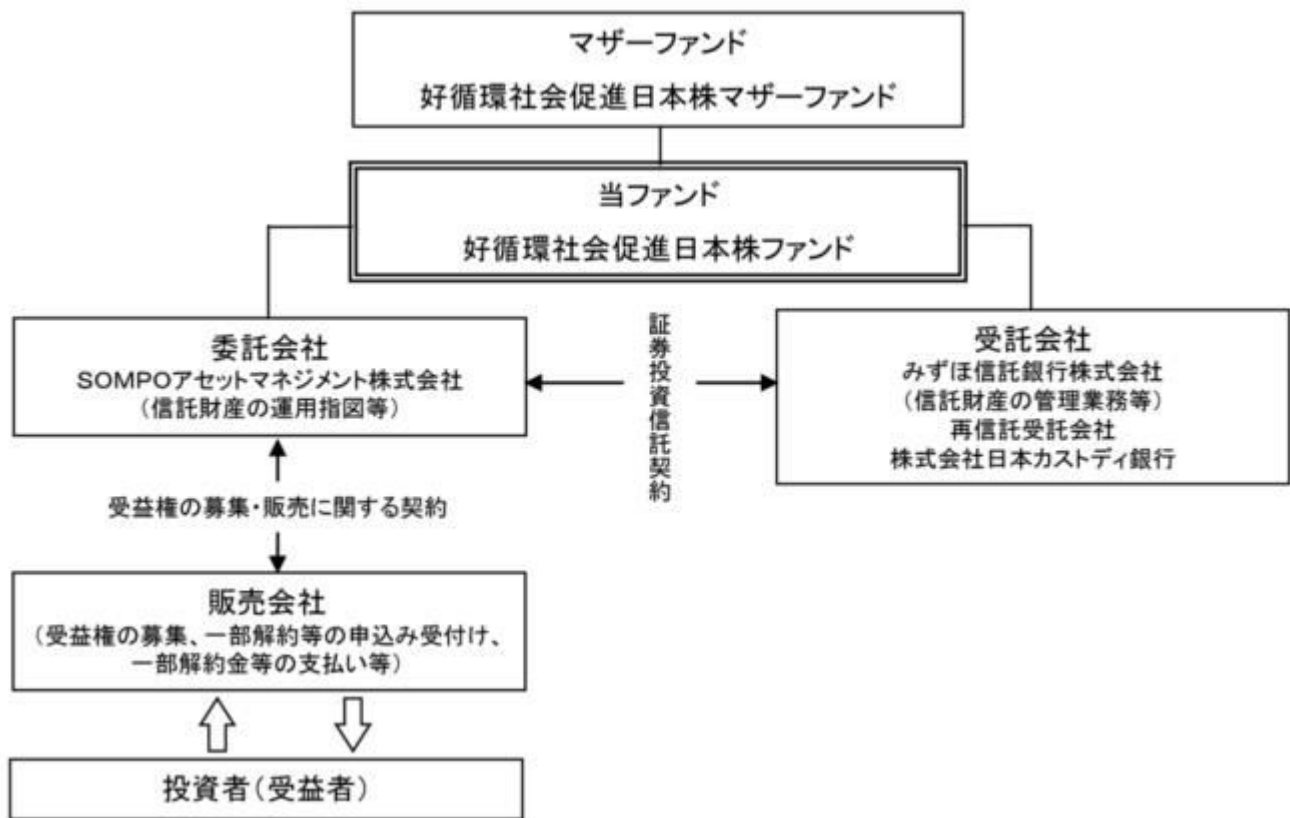 マザーファンド
好循環社会促進日本株マザーファンド
当ファンド
好循環社会促進日本株ファンド
委託会社
SOMPOアセットマネジメント株式会社
(信託財産の運用指図等)
証券投資信託契約
受託会社
みずほ信託銀行株式会社
(信託財産の管理業務等)
再信託受託会社
株式会社日本カストディ銀行
受益権の募集・販売に関する契約
販売会社
(受益権の募集、一部解約等の申込み受付け、
一部解約金等の支払い等)
投資者(受益者)